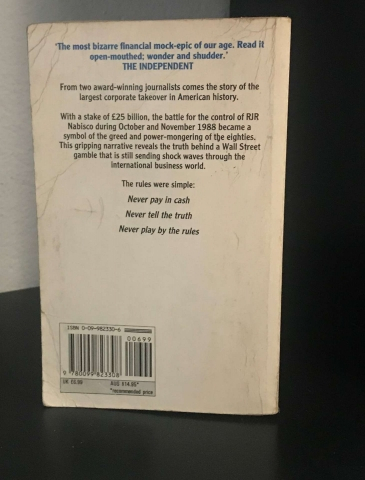 'The most bizarre financial mock-epic of our age. Read it
open-mouthed; wonder and shudder.'
THE INDEPENDENT
From two award-winning journalists comes the story of the
largest corporate takeover in American history.
With a stake of £25 billion, the battle for the control of RJR
Nabisco during October and November 1988 became a
symbol of the greed and power-mongering of the eighties.
This gripping narrative reveals the truth behind a Wall Street
gamble that is still sending shock waves through the
international business world.
The rules were simple:
Never pay in cash
Never tell the truth
Never play by the rules
ISBN 0-09-982330-6
00699
9 780099 823308
UK £6.99 AUS $14.95*
*recommended price